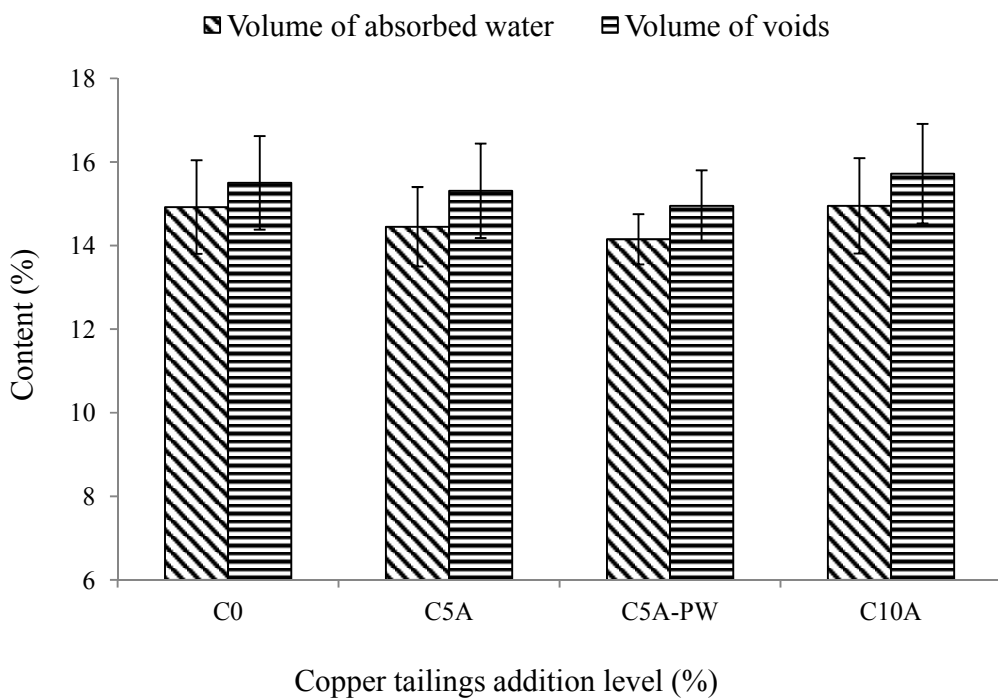 Volume of absorbed water Volume of voids
18
16
14
12
10
8
6
Content (%)
C0 C5A C5A-PW C10A
Copper tailings addition level (%)